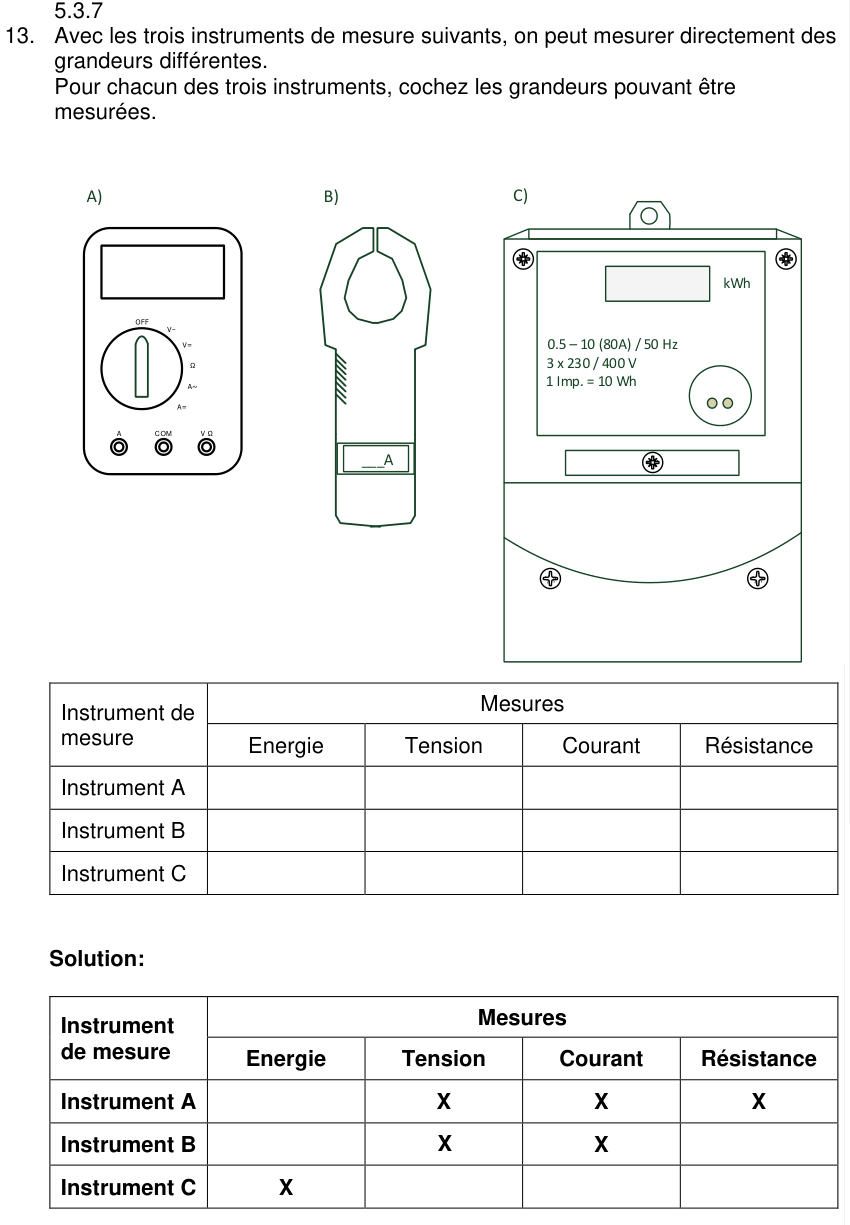 5.3.7
13. Avec les trois instruments de mesure suivants, on peut mesurer directement des
grandeurs différentes.
Pour chacun des trois instruments, cochez les grandeurs pouvant être
mesurées.
A)
B)
C)
OFF
V~
V=
Ω
A~
A=
A COM V Ω
___A
kWh
0.5 – 10 (80A) / 50 Hz
3 x 230 / 400 V
1 Imp. = 10 Wh
Instrument de
mesure
Mesures
Energie Tension Courant Résistance
Instrument A
Instrument B
Instrument C
Solution:
Instrument
de mesure
Mesures
Energie Tension Courant Résistance
Instrument A X X X
Instrument B X X
Instrument C X